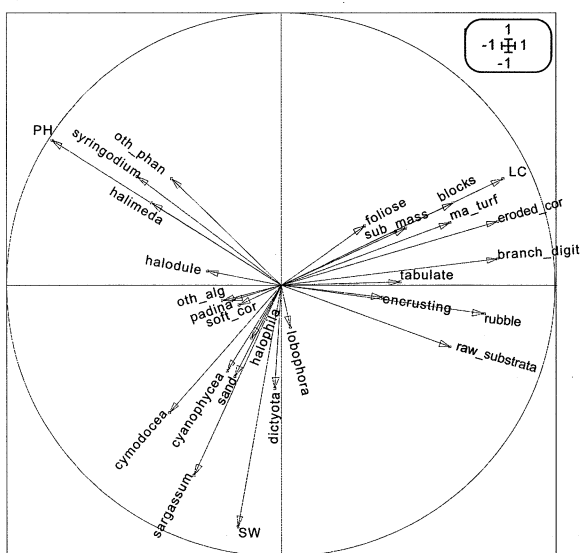 1
-1 1
-1
PH
syringodium
oth_phan
halimeda
halodule
oth_alg
padina
soft_cor
halophila
lobophora
cyanophycea
sand
dictyota
cymodocea
sargassum
SW
LC
blocks
foliose
sub_mass
ma_turf
eroded_cor
branch_digit
tabulate
encrusting
rubble
raw_substrata